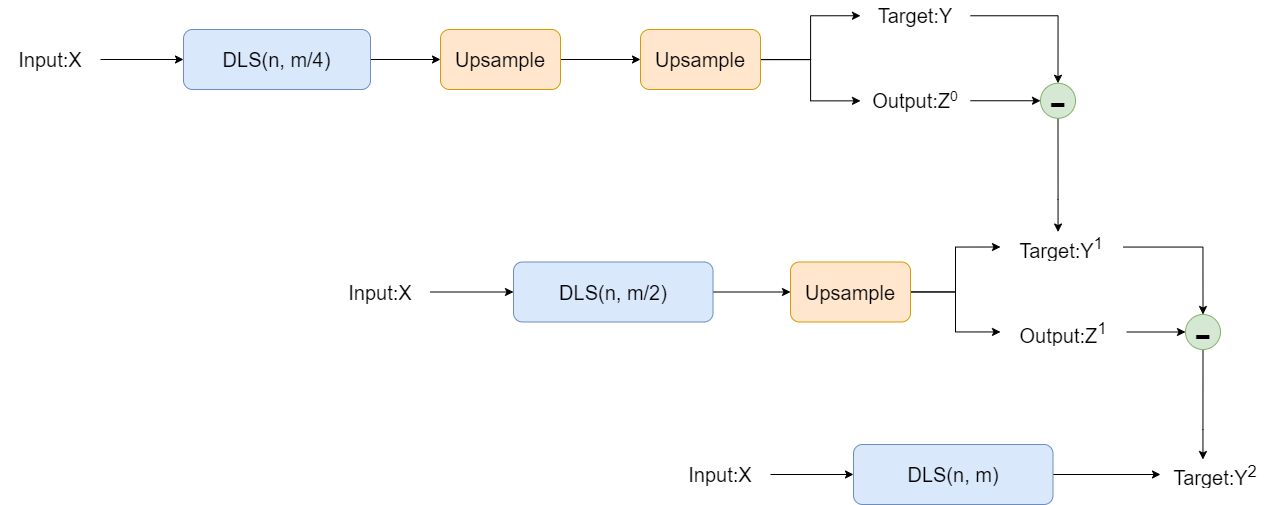 Target:Y
Input:X
DLS(n, m/4)
Upsample
Upsample
Output:Z⁰
-
Target:Y¹
Input:X
DLS(n, m/2)
Upsample
Output:Z¹
-
Input:X
DLS(n, m)
Target:Y²